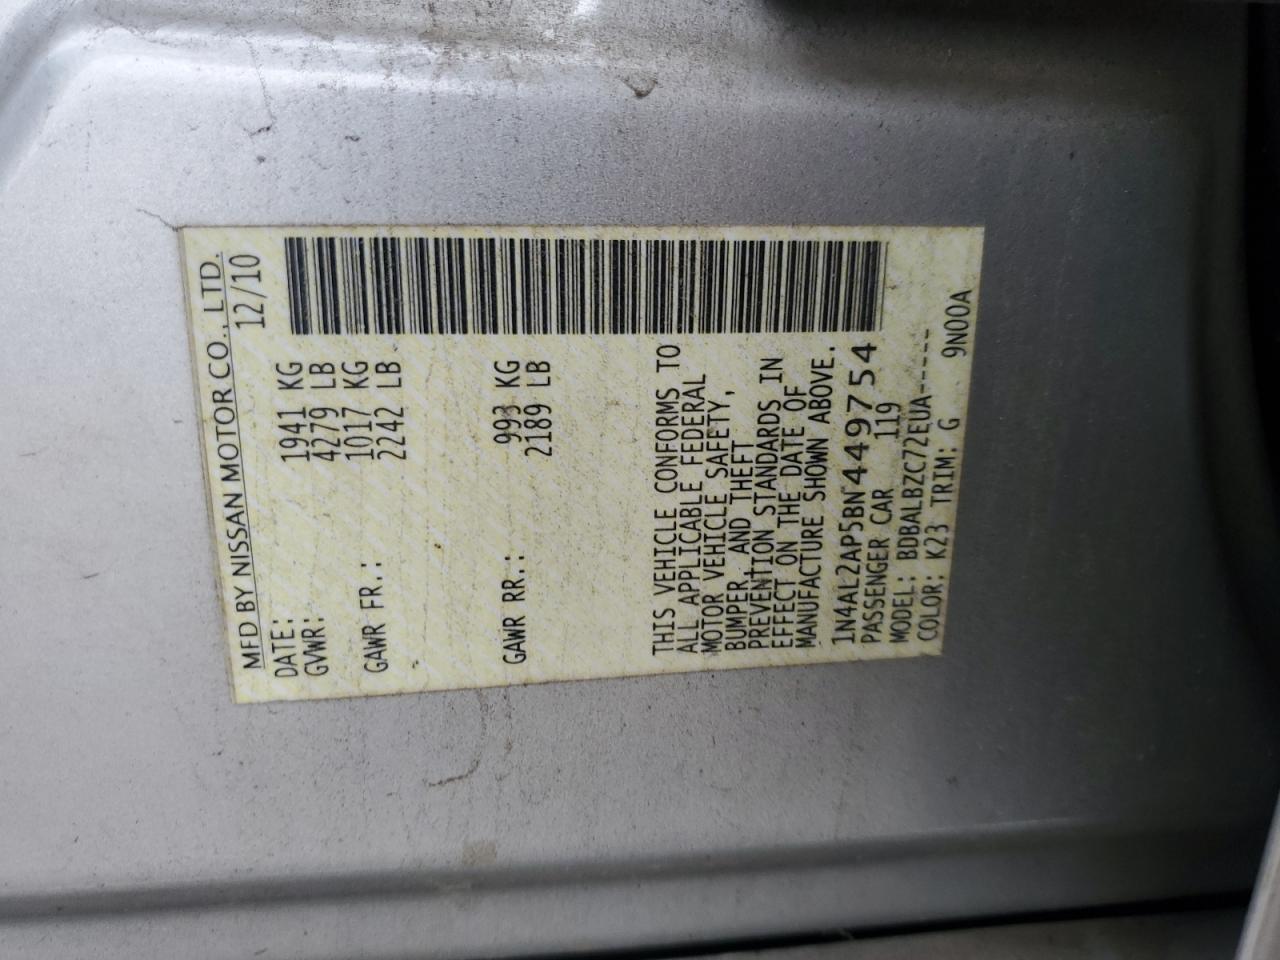 MFD BY NISSAN MOTOR CO., LTD.
DATE: 12/10
GVWR: 1941 KG
4279 LB
GAWR FR.: 1017 KG
2242 LB
GAWR RR.: 993 KG
2189 LB
THIS VEHICLE CONFORMS TO
ALL APPLICABLE FEDERAL
MOTOR VEHICLE SAFETY,
BUMPER, AND THEFT
PREVENTION STANDARDS IN
EFFECT ON THE DATE OF
MANUFACTURE SHOWN ABOVE.
1N4AL2AP5BN449754
PASSENGER CAR 119
MODEL: BDBALBZC72EUA-----
COLOR: K23 TRIM: G 9N00A